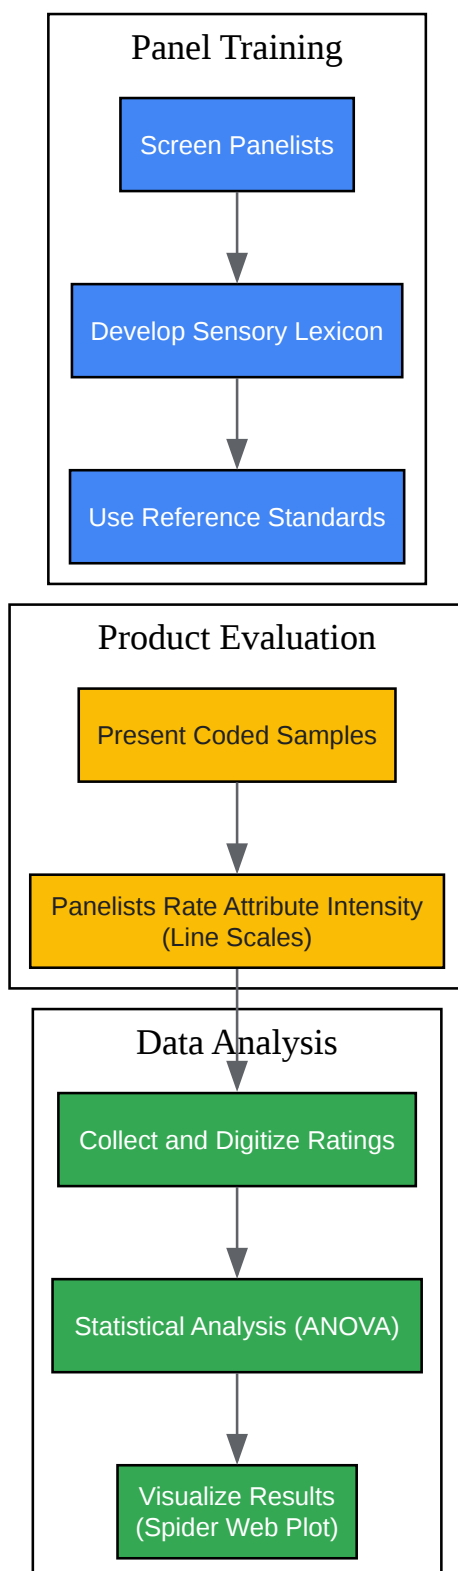 Panel Training
Screen Panelists
Develop Sensory Lexicon
Use Reference Standards
Product Evaluation
Present Coded Samples
Panelists Rate Attribute Intensity
(Line Scales)
Data Analysis
Collect and Digitize Ratings
Statistical Analysis (ANOVA)
Visualize Results
(Spider Web Plot)